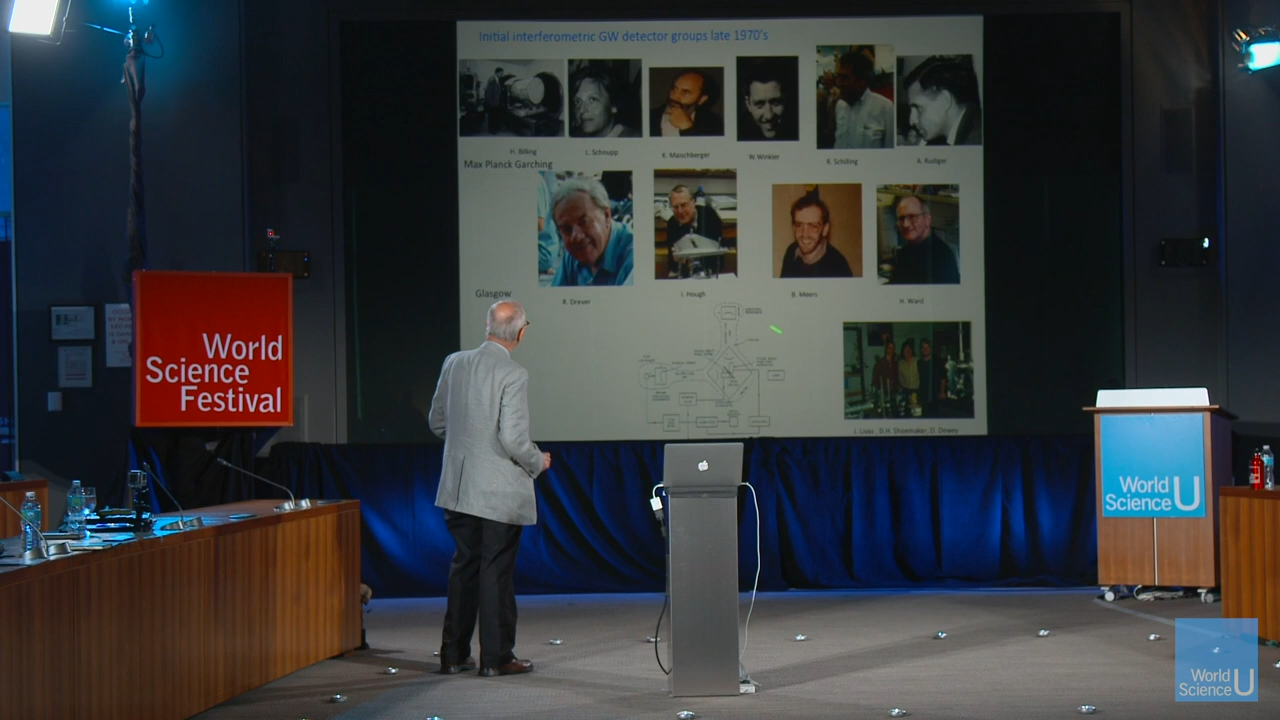 Initial interferometric GW detector groups late 1970's
H. Billing
L. Schnupp
K. Maischberger
W. Winkler
R. Schilling
A. Rudiger
Max Planck Garching
Glasgow
R. Drever
J. Hough
B. Meers
H. Ward
J. Livas , D.H. Shoemaker, D. Dewey
World
Science
Festival
World
Science U
World
Science U